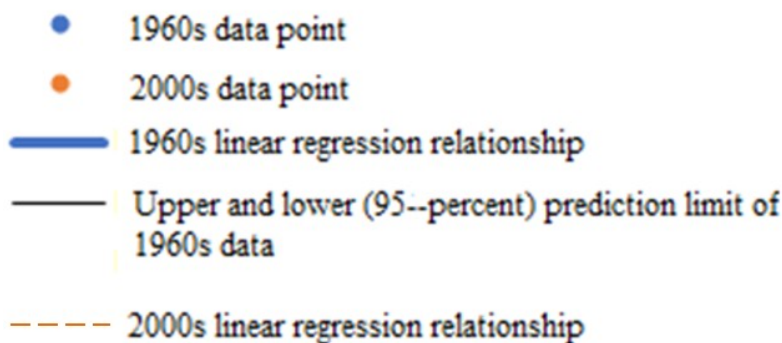 1960s data point
2000s data point
1960s linear regression relationship
Upper and lower (95--percent) prediction limit of
1960s data
2000s linear regression relationship